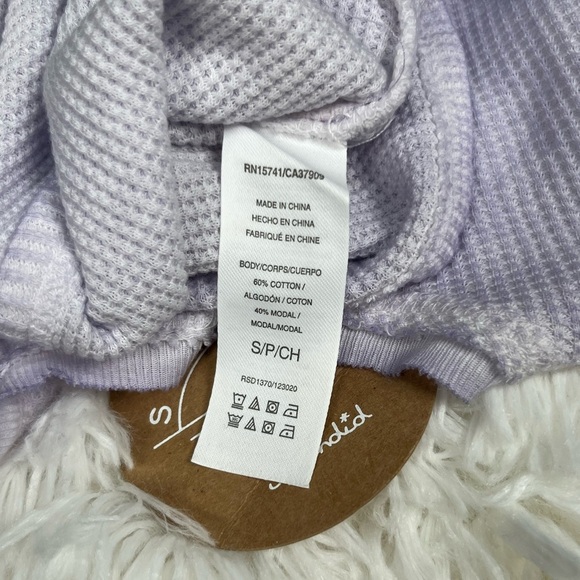 RN15741/CA37909
MADE IN CHINA
HECHO EN CHINA
FABRIQUÉ EN CHINE
BODY/CORPS/CUERPO
60% COTTON /
ALGODÓN / COTON
40% MODAL /
MODAL/MODAL
S/P/CH
RSD1370/123020
S